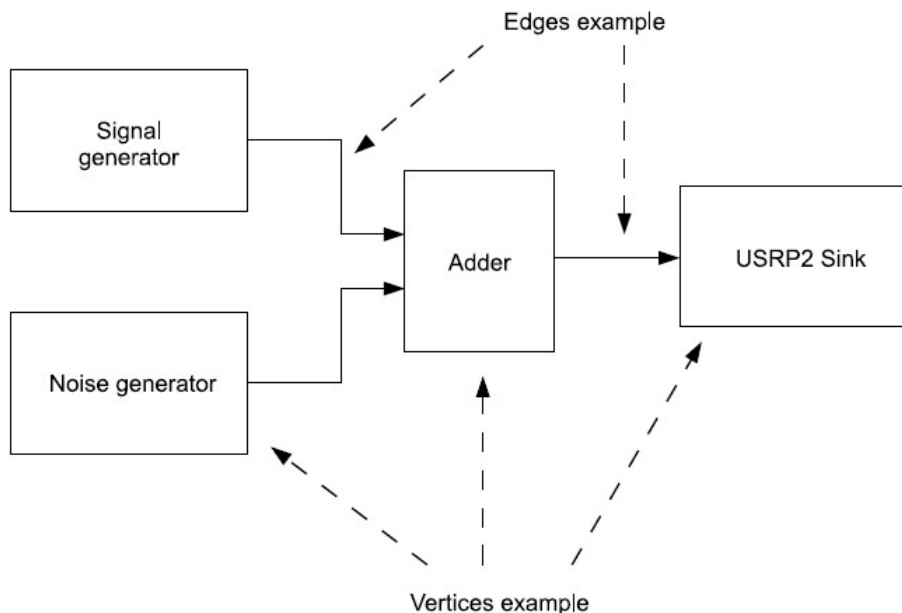 Edges example
Signal
generator
Adder
USRP2 Sink
Noise generator
Vertices example